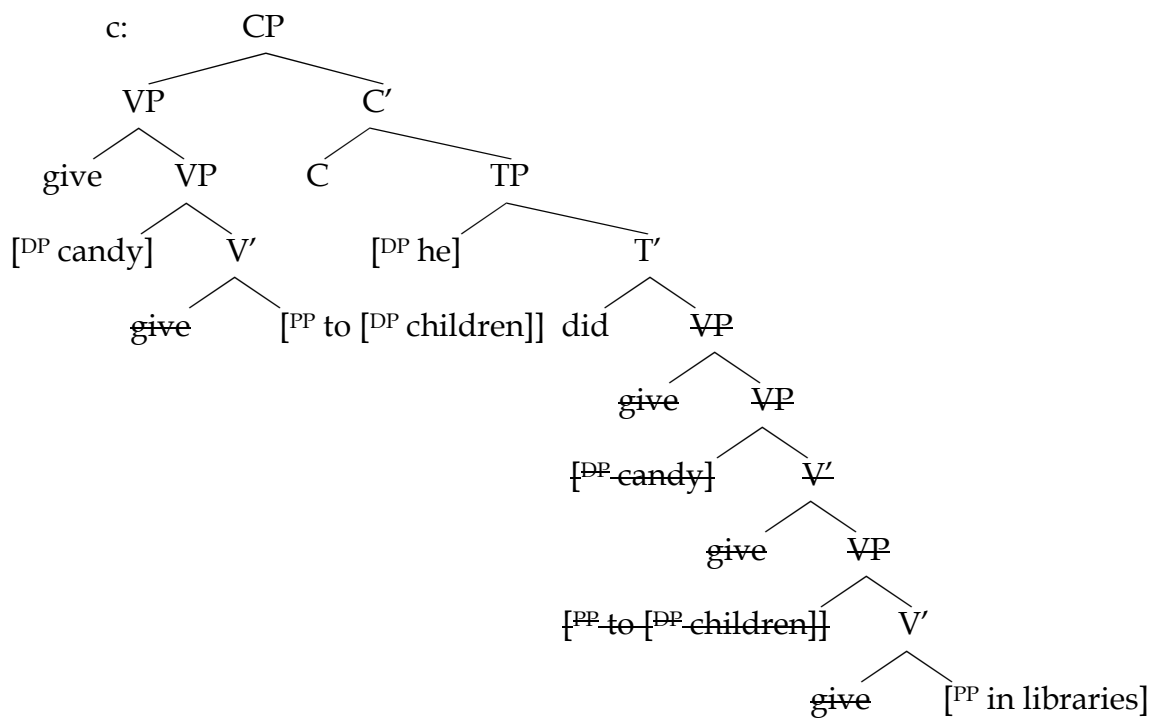 c: CP
VP C′
give VP C TP
[DP candy] V′ [DP he] T′
give [PP to [DP children]] did VP
give VP
[DP candy] V′
give VP
[PP to [DP children]] V′
give [PP in libraries]